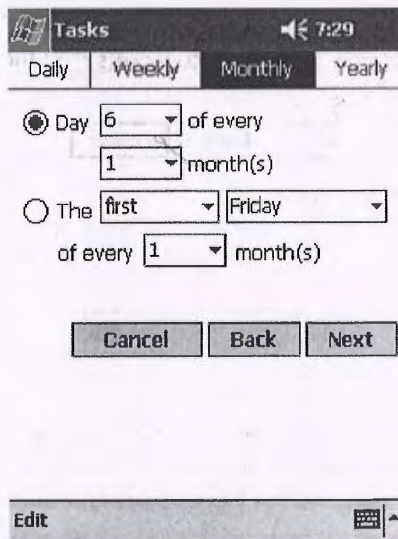 Tasks 7:29
Daily Weekly Monthly Yearly
Day 6 of every
1 month(s)
The first Friday
of every 1 month(s)
Cancel Back Next
Edit